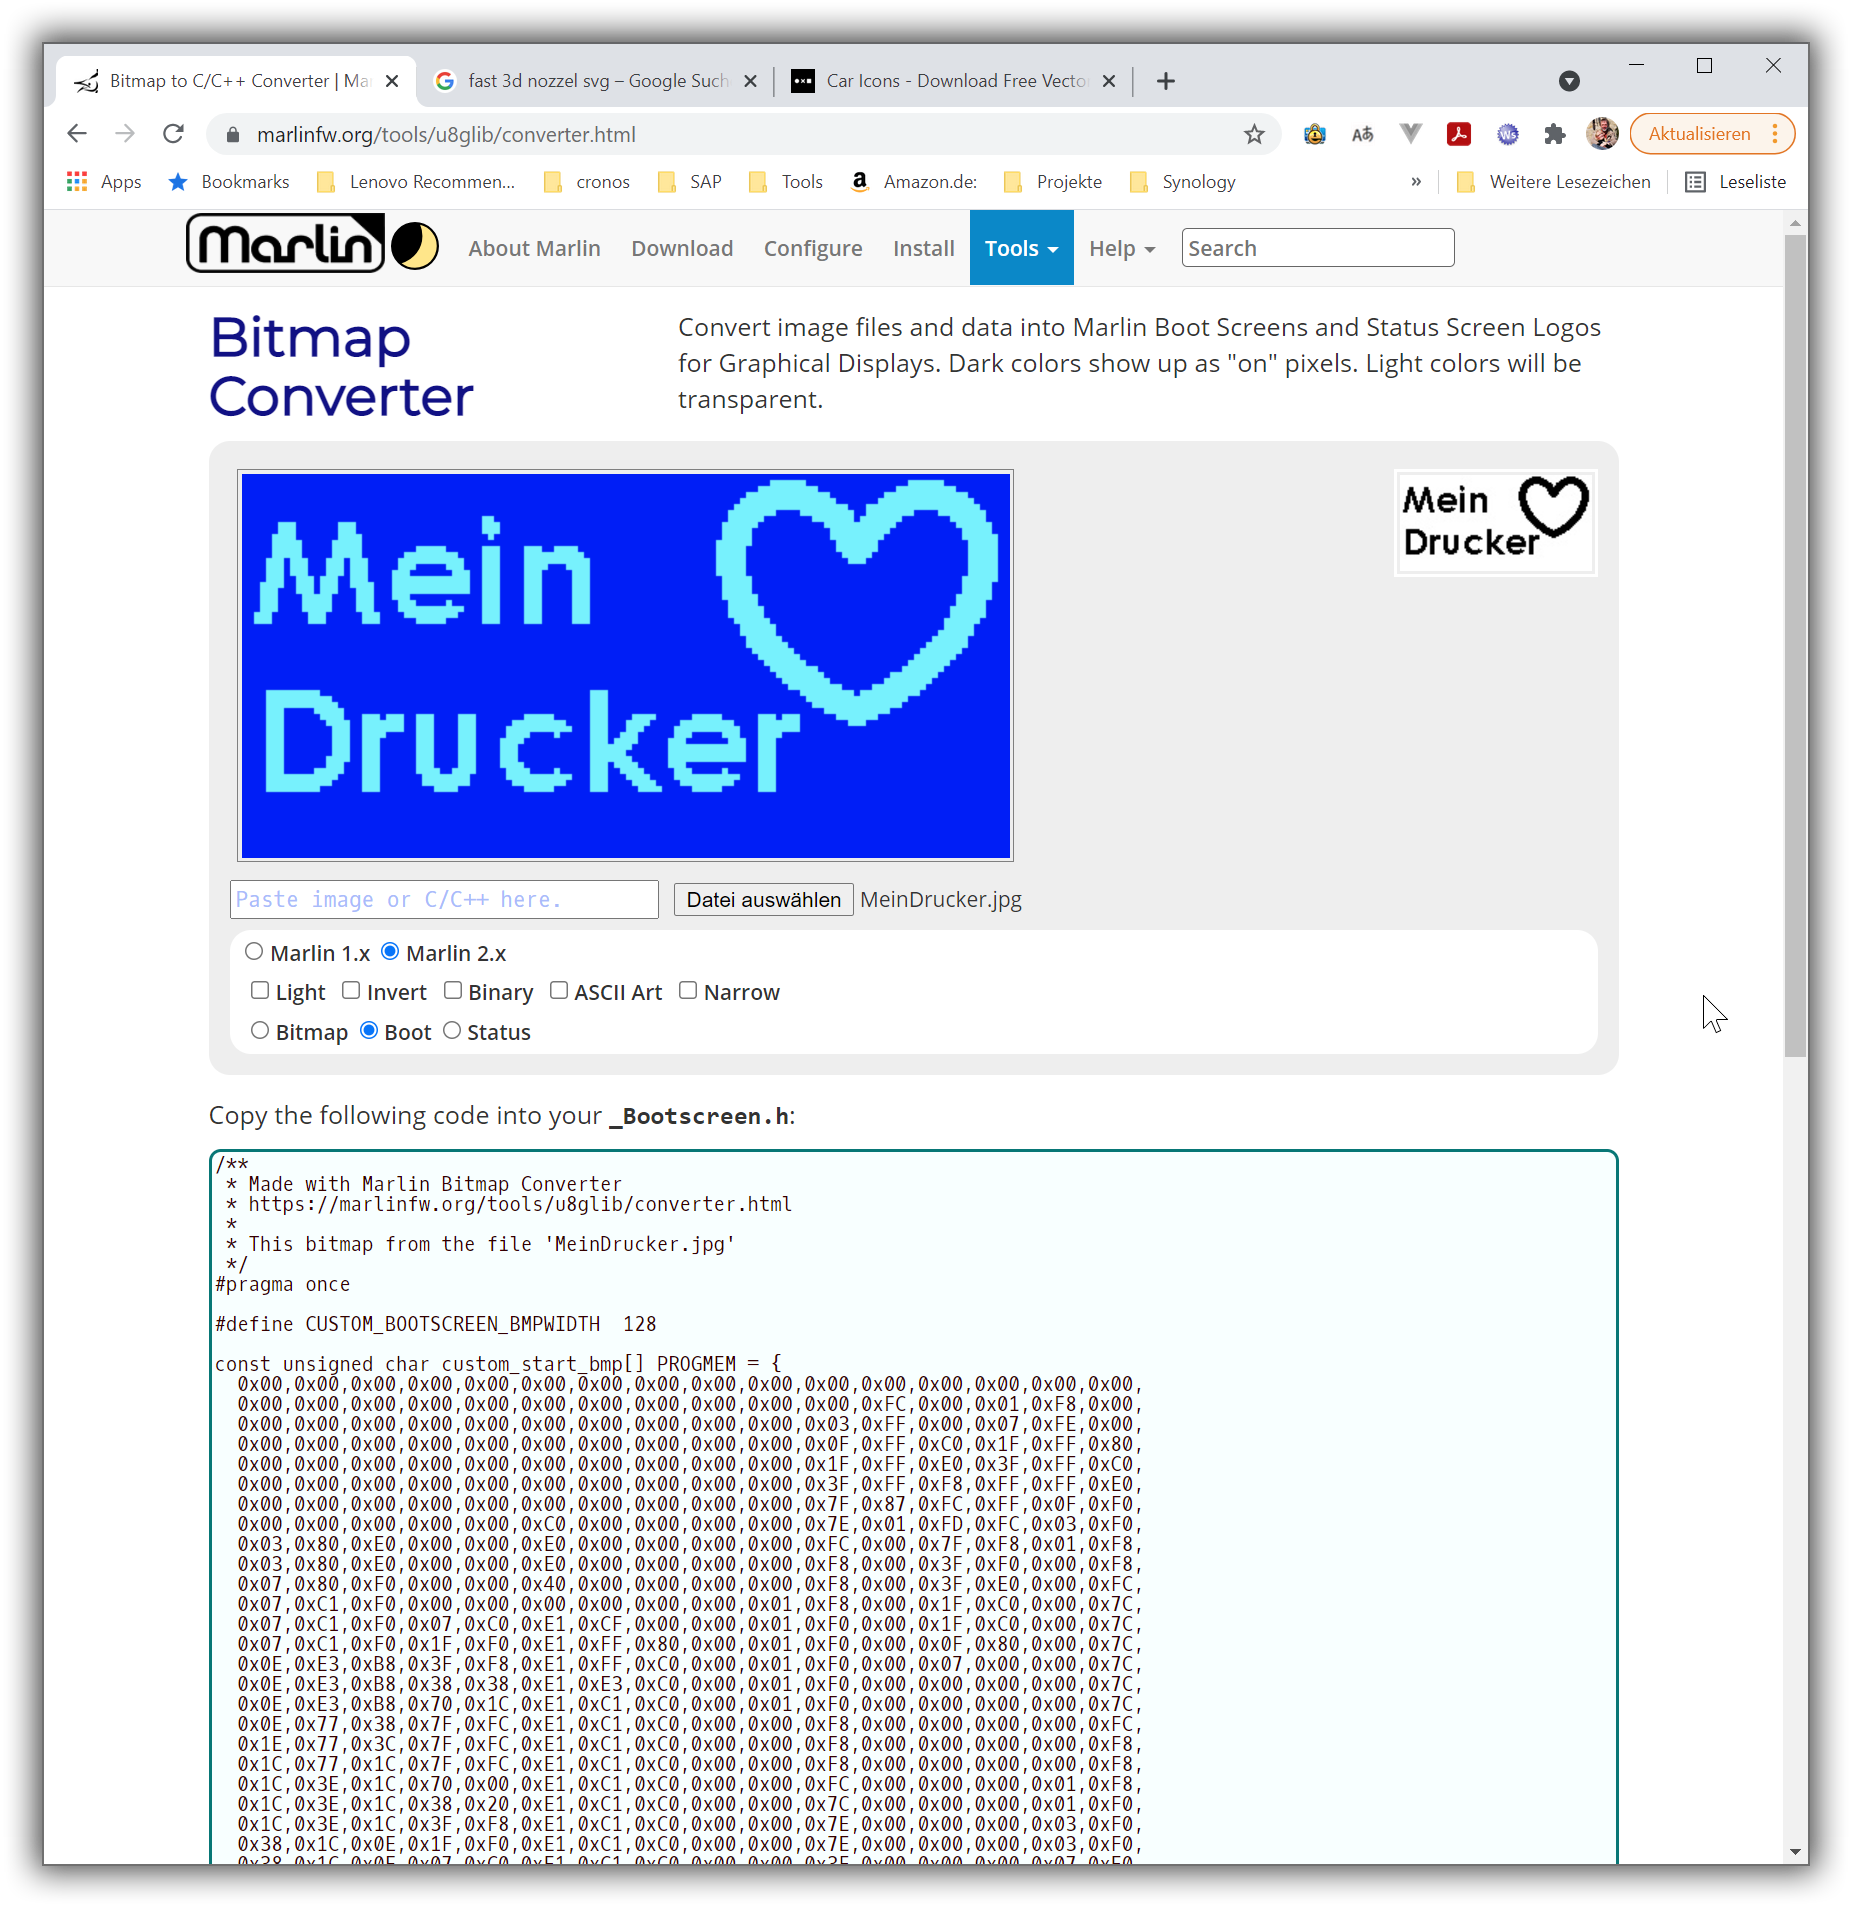 Bitmap to C/C++ Converter | Ma
fast 3d nozzel svg – Google Such
Car Icons - Download Free Vecto
marlinfw.org/tools/u8glib/converter.html
Aktualisieren
Apps
Bookmarks
Lenovo Recommen...
cronos
SAP
Tools
Amazon.de:
Projekte
Synology
»
Weitere Lesezeichen
Leseliste
Marlin
About Marlin
Download
Configure
Install
Tools
Help
Search
Bitmap
Converter
Convert image files and data into Marlin Boot Screens and Status Screen Logos
for Graphical Displays. Dark colors show up as "on" pixels. Light colors will be
transparent.
Mein
Drucker
Mein
Drucker
Paste image or C/C++ here.
Datei auswählen MeinDrucker.jpg
Marlin 1.x Marlin 2.x
Light Invert Binary ASCII Art Narrow
Bitmap Boot Status
Copy the following code into your _Bootscreen.h:
/**
* Made with Marlin Bitmap Converter
* https://marlinfw.org/tools/u8glib/converter.html
*
* This bitmap from the file 'MeinDrucker.jpg'
*/
#pragma once
#define CUSTOM_BOOTSCREEN_BMPWIDTH 128
const unsigned char custom_start_bmp[] PROGMEM = {
0x00,0x00,0x00,0x00,0x00,0x00,0x00,0x00,0x00,0x00,0x00,0x00,0x00,0x00,0x00,0x00,
0x00,0x00,0x00,0x00,0x00,0x00,0x00,0x00,0x00,0x00,0x00,0xFC,0x00,0x01,0xF8,0x00,
0x00,0x00,0x00,0x00,0x00,0x00,0x00,0x00,0x00,0x00,0x03,0xFF,0x00,0x07,0xFE,0x00,
0x00,0x00,0x00,0x00,0x00,0x00,0x00,0x00,0x00,0x00,0x0F,0xFF,0xC0,0x1F,0xFF,0x80,
0x00,0x00,0x00,0x00,0x00,0x00,0x00,0x00,0x00,0x00,0x1F,0xFF,0xE0,0x3F,0xFF,0xC0,
0x00,0x00,0x00,0x00,0x00,0x00,0x00,0x00,0x00,0x00,0x3F,0xFF,0xF8,0xFF,0xFF,0xE0,
0x00,0x00,0x00,0x00,0x00,0x00,0x00,0x00,0x00,0x00,0x7F,0x87,0xFC,0xFF,0x0F,0xF0,
0x00,0x00,0x00,0x00,0x00,0xC0,0x00,0x00,0x00,0x00,0x7E,0x01,0xFD,0xFC,0x03,0xF0,
0x03,0x80,0xE0,0x00,0x00,0xE0,0x00,0x00,0x00,0x00,0xFC,0x00,0x7F,0xF8,0x01,0xF8,
0x03,0x80,0xE0,0x00,0x00,0xE0,0x00,0x00,0x00,0x00,0xF8,0x00,0x3F,0xF0,0x00,0xF8,
0x07,0x80,0xF0,0x00,0x00,0x40,0x00,0x00,0x00,0x00,0xF8,0x00,0x3F,0xE0,0x00,0xFC,
0x07,0xC1,0xF0,0x00,0x00,0x00,0x00,0x00,0x00,0x01,0xF8,0x00,0x1F,0xC0,0x00,0x7C,
0x07,0xC1,0xF0,0x07,0xC0,0xE1,0xCF,0x00,0x00,0x01,0xF0,0x00,0x1F,0xC0,0x00,0x7C,
0x07,0xC1,0xF0,0x1F,0xF0,0xE1,0xFF,0x80,0x00,0x01,0xF0,0x00,0x0F,0x80,0x00,0x7C,
0x0E,0xE3,0xB8,0x3F,0xF8,0xE1,0xFF,0xC0,0x00,0x01,0xF0,0x00,0x07,0x00,0x00,0x7C,
0x0E,0xE3,0xB8,0x38,0x38,0xE1,0xE3,0xC0,0x00,0x01,0xF0,0x00,0x00,0x00,0x00,0x7C,
0x0E,0xE3,0xB8,0x70,0x1C,0xE1,0xC1,0xC0,0x00,0x01,0xF0,0x00,0x00,0x00,0x00,0x7C,
0x0E,0x77,0x38,0x7F,0xFC,0xE1,0xC1,0xC0,0x00,0x00,0xF8,0x00,0x00,0x00,0x00,0xFC,
0x1E,0x77,0x3C,0x7F,0xFC,0xE1,0xC1,0xC0,0x00,0x00,0xF8,0x00,0x00,0x00,0x00,0xF8,
0x1C,0x77,0x1C,0x7F,0xFC,0xE1,0xC1,0xC0,0x00,0x00,0xF8,0x00,0x00,0x00,0x00,0xF8,
0x1C,0x3E,0x1C,0x70,0x00,0xE1,0xC1,0xC0,0x00,0x00,0xFC,0x00,0x00,0x00,0x01,0xF8,
0x1C,0x3E,0x1C,0x38,0x20,0xE1,0xC1,0xC0,0x00,0x00,0x7C,0x00,0x00,0x00,0x01,0xF0,
0x1C,0x3E,0x1C,0x3F,0xF8,0xE1,0xC1,0xC0,0x00,0x00,0x7E,0x00,0x00,0x00,0x03,0xF0,
0x38,0x1C,0x0E,0x1F,0xF0,0xE1,0xC1,0xC0,0x00,0x00,0x7E,0x00,0x00,0x00,0x03,0xF0,